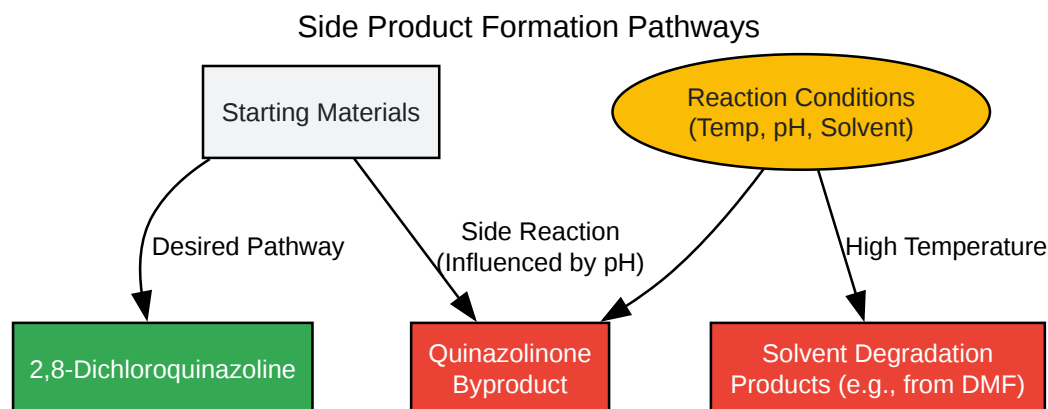 Side Product Formation Pathways
Starting Materials
Reaction Conditions
(Temp, pH, Solvent)
Desired Pathway
Side Reaction
(Influenced by pH)
High Temperature
2,8-Dichloroquinazoline
Quinazolinone
Byproduct
Solvent Degradation
Products (e.g., from DMF)